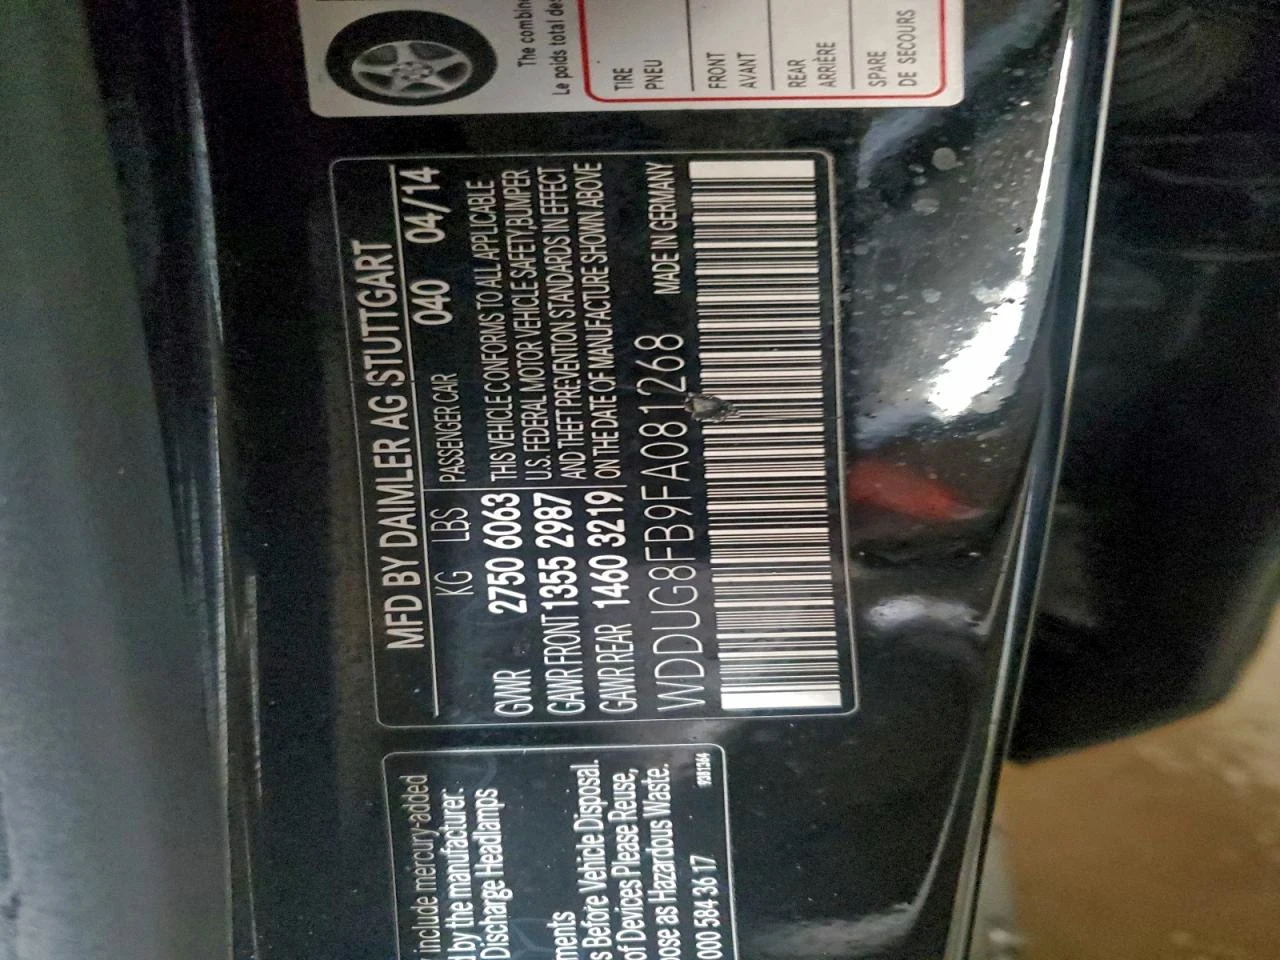 MFD BY DAIMLER AG STUTTGART
KG LBS PASSENGER CAR 040 04/14
GVWR 2750 6063 THIS VEHICLE CONFORMS TO ALL APPLICABLE
GAWR FRONT 1355 2987 U.S. FEDERAL MOTOR VEHICLE SAFETY, BUMPER
GAWR REAR 1460 3219 AND THEFT PREVENTION STANDARDS IN EFFECT
ON THE DATE OF MANUFACTURE SHOWN ABOVE
WDDUG8FB9FA081268 MADE IN GERMANY
include mercury-added
by the manufacturer.
Discharge Headlamps
ments
s Before Vehicle Disposal.
of Devices Please Reuse,
ose as Hazardous Waste.
000 584 36 17 9381364
The combine
Le poids total de
TIRE
PNEU
FRONT
AVANT
REAR
ARRIÈRE
SPARE
DE SECOURS